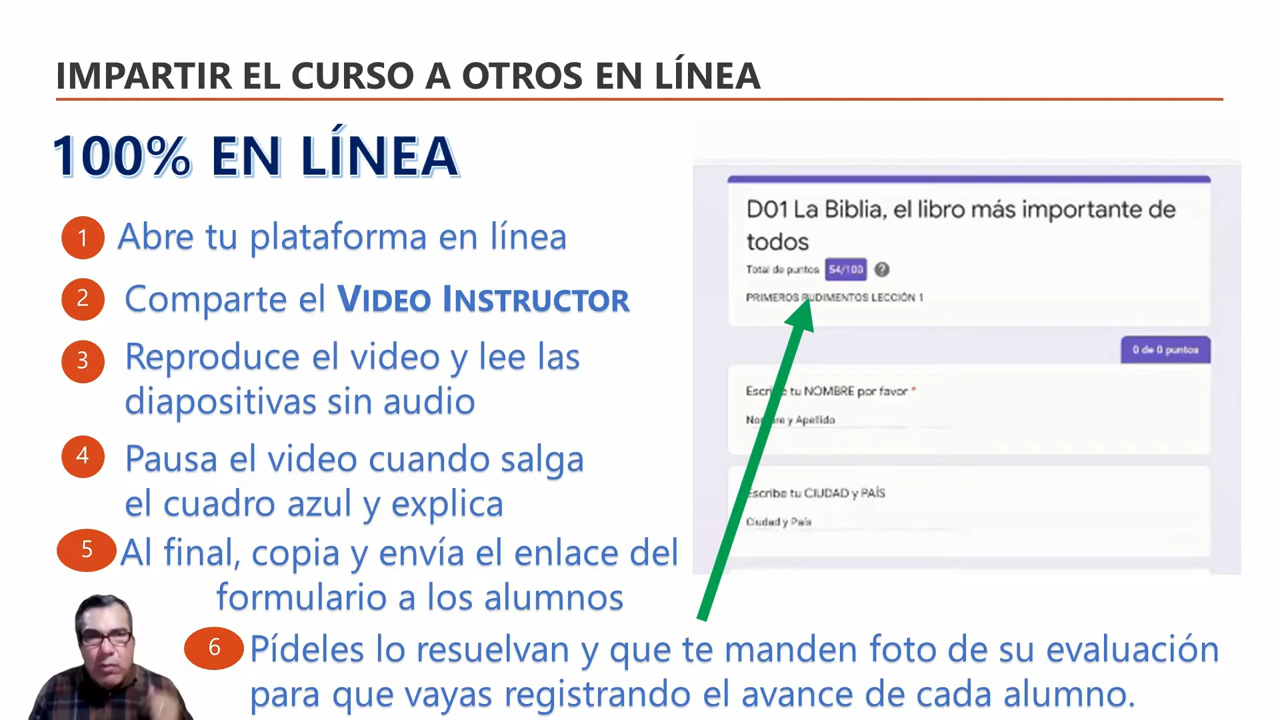 IMPARTIR EL CURSO A OTROS EN LÍNEA
100% EN LÍNEA
1 Abre tu plataforma en línea
2 Comparte el VIDEO INSTRUCTOR
3 Reproduce el video y lee las
diapositivas sin audio
4 Pausa el video cuando salga
el cuadro azul y explica
5 Al final, copia y envía el enlace del
formulario a los alumnos
6 Pídeles lo resuelvan y que te manden foto de su evaluación
para que vayas registrando el avance de cada alumno.
D01 La Biblia, el libro más importante de
todos
Total de puntos 54/100 ?
PRIMEROS RUDIMENTOS LECCIÓN 1
0 de 0 puntos
Escribe tu NOMBRE por favor *
Nombre y Apellido
Escribe tu CIUDAD y PAÍS
Ciudad y País